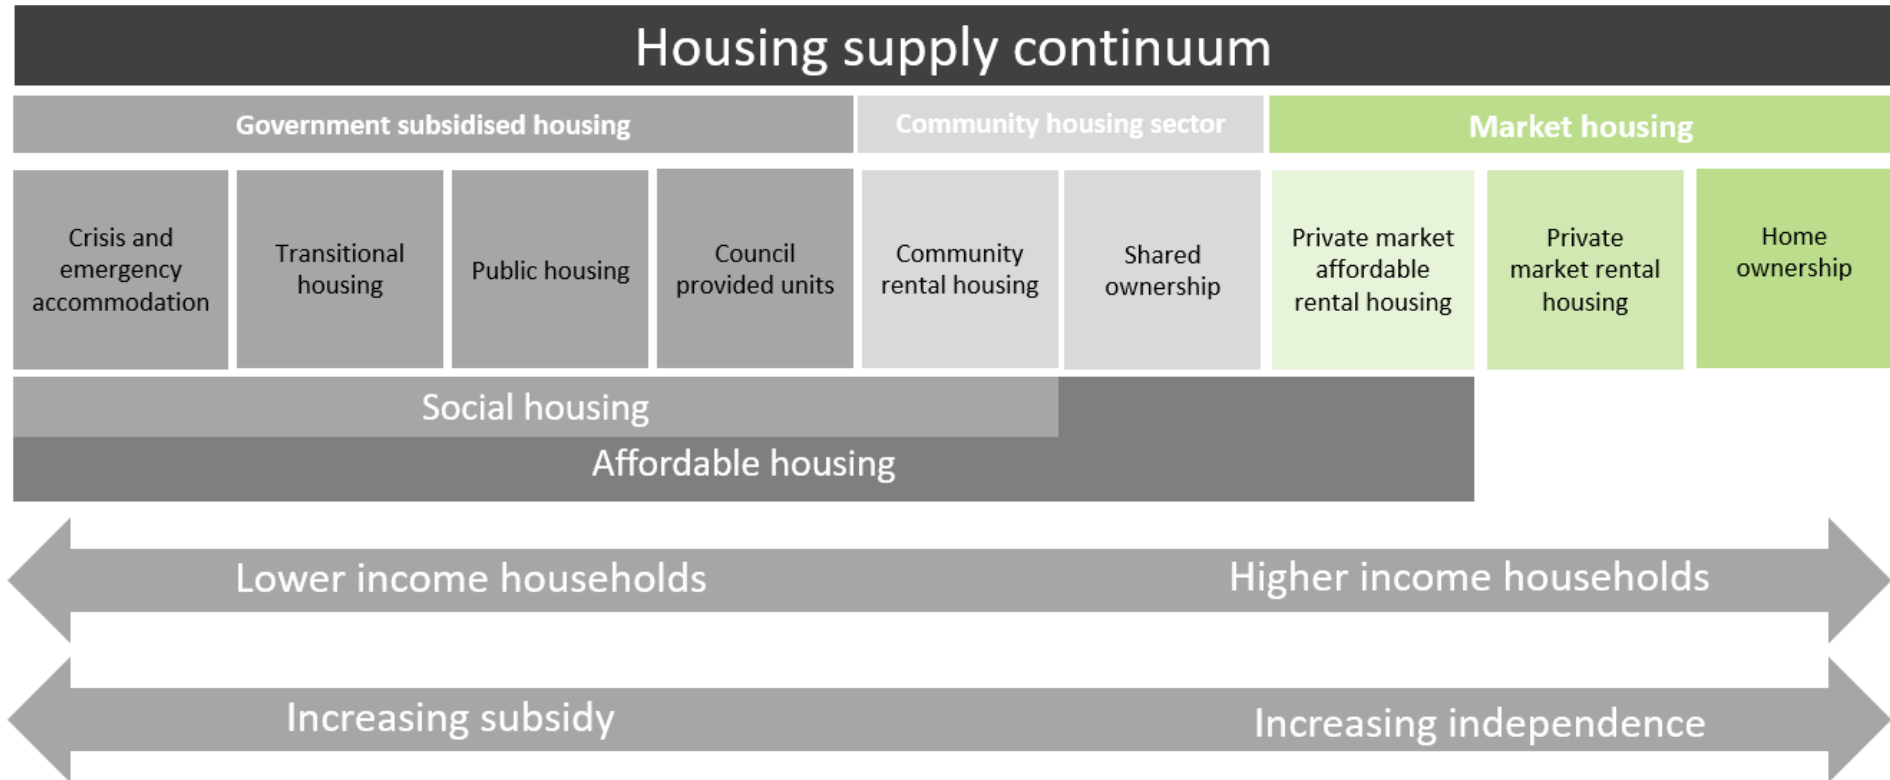 Housing supply continuum
Government subsidised housing
Community housing sector
Market housing
Crisis and
emergency
accommodation
Transitional
housing
Public housing
Council
provided units
Community
rental housing
Shared
ownership
Private market
affordable
rental housing
Private
market rental
housing
Home
ownership
Social housing
Affordable housing
Lower income households
Higher income households
Increasing subsidy
Increasing independence